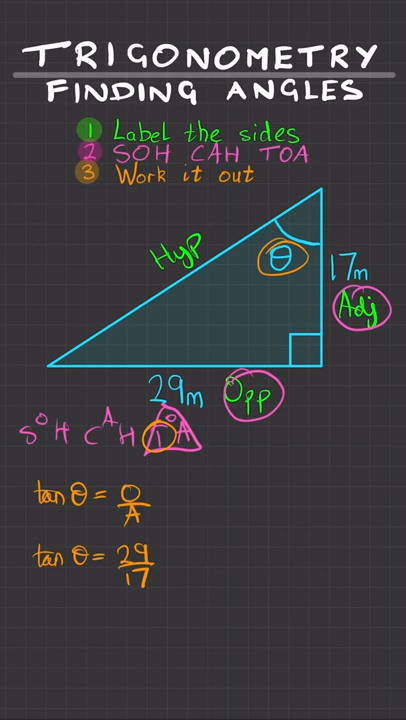 TRIGONOMETRY
FINDING ANGLES
1 Label the sides
2 SOH CAH TOA
3 Work it out
Hyp
θ
17m
Adj
29m Opp
SOH CAH TOA
tan θ = O/A
tan θ = 29/17